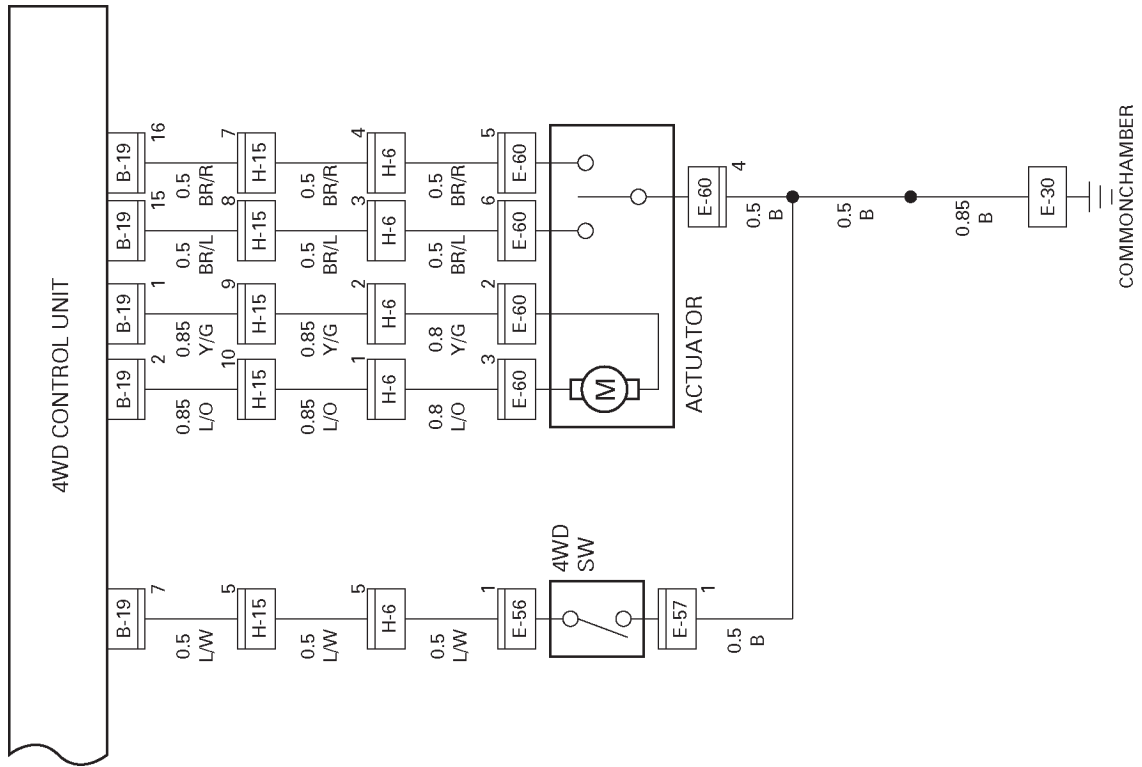 4WD CONTROL UNIT
B-19
B-19
B-19
B-19
B-19
7
2
1
15
16
0.5
L/W
0.85
L/O
0.85
Y/G
0.5
BR/L
0.5
BR/R
5
10
9
8
7
H-15
H-15
H-15
H-15
H-15
0.5
L/W
0.85
L/O
0.85
Y/G
0.5
BR/L
0.5
BR/R
5
1
2
3
4
H-6
H-6
H-6
H-6
H-6
0.5
L/W
0.8
L/O
0.8
Y/G
0.5
BR/L
0.5
BR/R
1
3
2
6
5
E-56
E-60
E-60
E-60
E-60
4WD
SW
M
ACTUATOR
E-57
1
E-60
4
0.5
B
0.5
B
0.5
B
0.85
B
E-30
COMMONCHAMBER